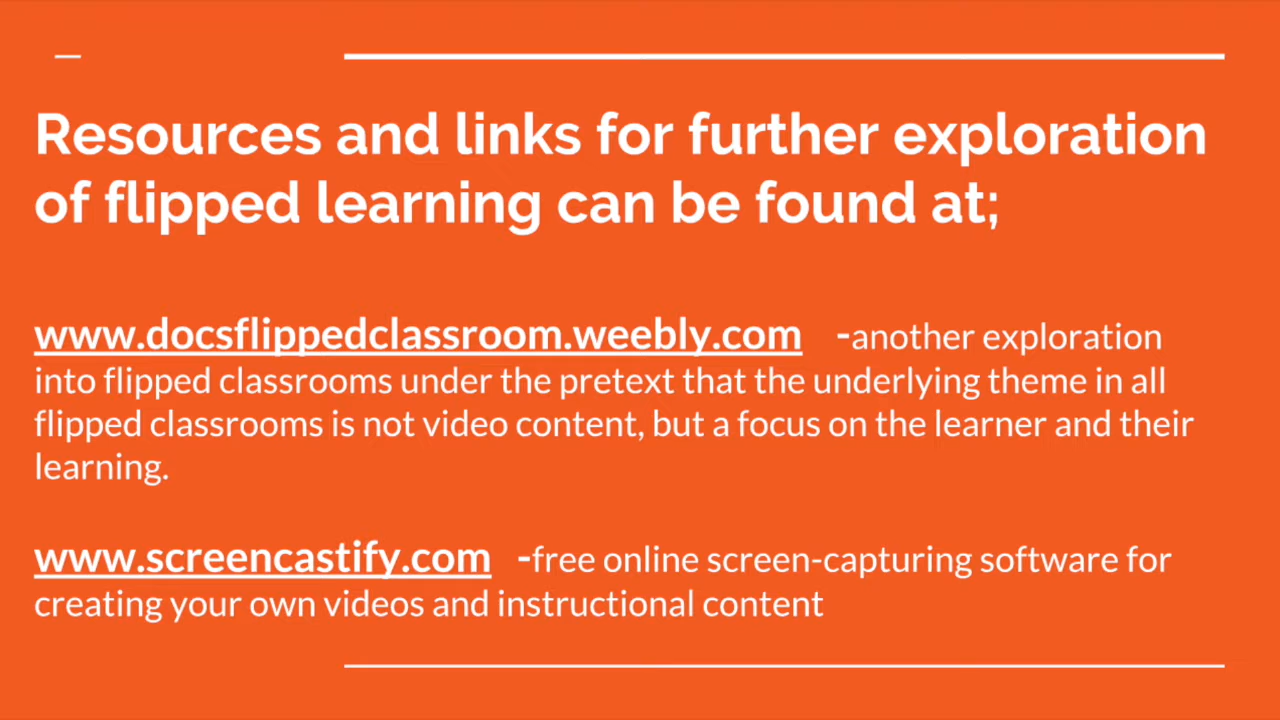 Resources and links for further exploration
of flipped learning can be found at;
www.docsflippedclassroom.weebly.com -another exploration
into flipped classrooms under the pretext that the underlying theme in all
flipped classrooms is not video content, but a focus on the learner and their
learning.
www.screencastify.com -free online screen-capturing software for
creating your own videos and instructional content